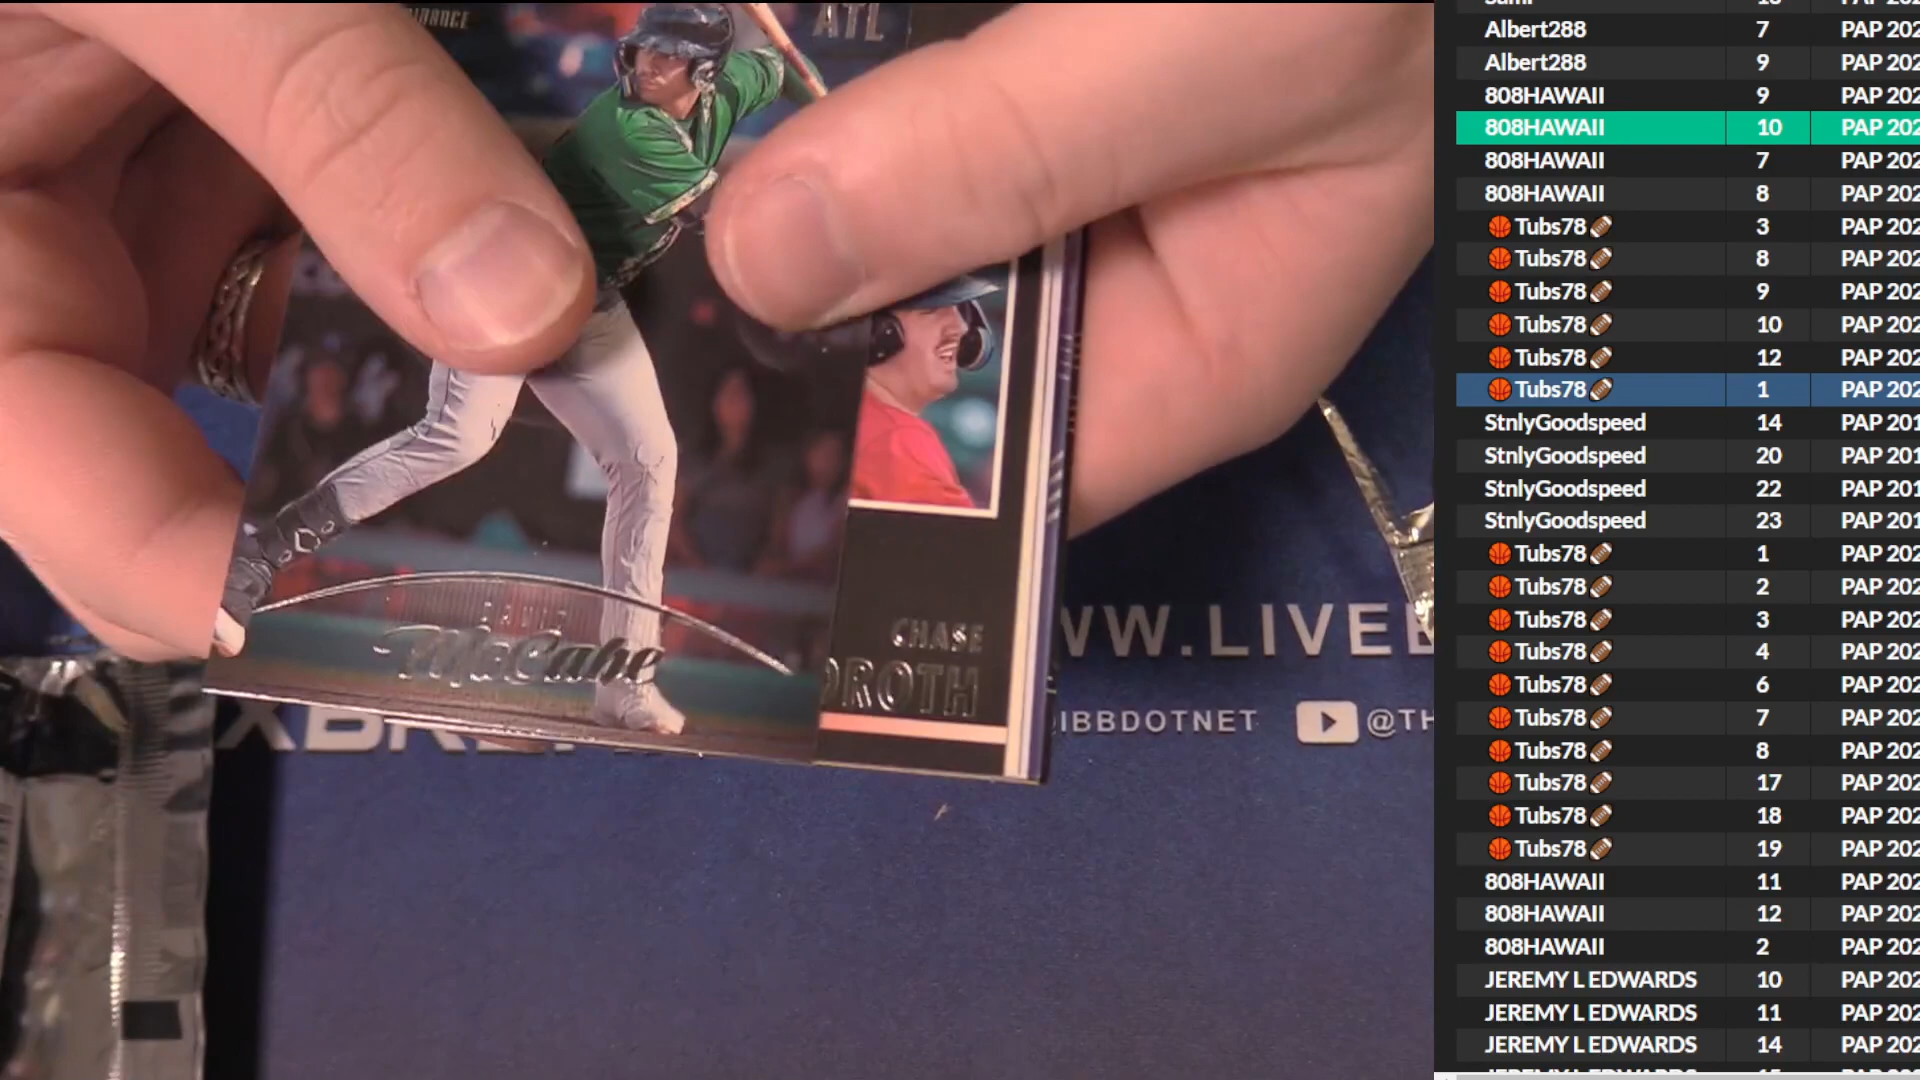 ATL
DAVID
McCabe
CHASE
DROTH
WW.LIVE
IBBDOTNET
@TH
Albert288 7 PAP 202
Albert288 9 PAP 202
808HAWAII 9 PAP 202
808HAWAII 10 PAP 202
808HAWAII 7 PAP 202
808HAWAII 8 PAP 202
Tubs78 3 PAP 202
Tubs78 8 PAP 202
Tubs78 9 PAP 202
Tubs78 10 PAP 202
Tubs78 12 PAP 202
Tubs78 1 PAP 202
StnlyGoodspeed 14 PAP 201
StnlyGoodspeed 20 PAP 201
StnlyGoodspeed 22 PAP 201
StnlyGoodspeed 23 PAP 201
Tubs78 1 PAP 202
Tubs78 2 PAP 202
Tubs78 3 PAP 202
Tubs78 4 PAP 202
Tubs78 6 PAP 202
Tubs78 7 PAP 202
Tubs78 8 PAP 202
Tubs78 17 PAP 202
Tubs78 18 PAP 202
Tubs78 19 PAP 202
808HAWAII 11 PAP 202
808HAWAII 12 PAP 202
808HAWAII 2 PAP 202
JEREMY L EDWARDS 10 PAP 202
JEREMY L EDWARDS 11 PAP 202
JEREMY L EDWARDS 14 PAP 202